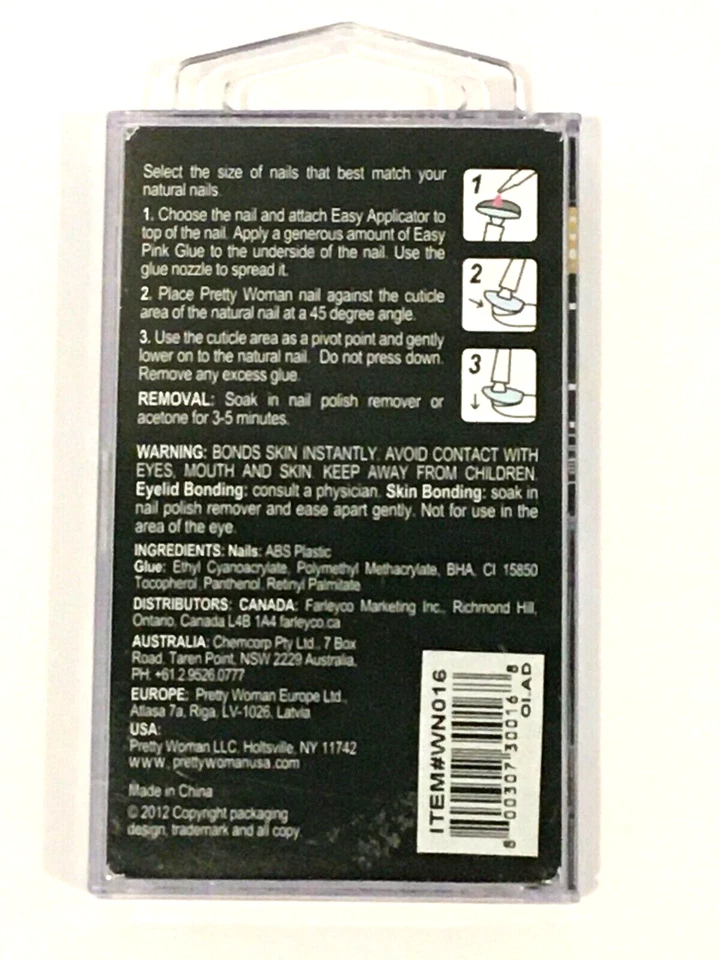 Select the size of nails that best match your
natural nails.
1. Choose the nail and attach Easy Applicator to
top of the nail. Apply a generous amount of Easy
Pink Glue to the underside of the nail. Use the
glue nozzle to spread it.
2. Place Pretty Woman nail against the cuticle
area of the natural nail at a 45 degree angle.
3. Use the cuticle area as a pivot point and gently
lower on to the natural nail. Do not press down.
Remove any excess glue.
REMOVAL: Soak in nail polish remover or
acetone for 3-5 minutes.
1
2
3
WARNING: BONDS SKIN INSTANTLY. AVOID CONTACT WITH
EYES, MOUTH AND SKIN. KEEP AWAY FROM CHILDREN.
Eyelid Bonding: consult a physician. Skin Bonding: soak in
nail polish remover and ease apart gently. Not for use in the
area of the eye.
INGREDIENTS: Nails: ABS Plastic
Glue: Ethyl Cyanoacrylate, Polymethyl Methacrylate, BHA, CI 15850
Tocopherol, Panthenol, Retinyl Palmitate
DISTRIBUTORS: CANADA: Farleyco Marketing Inc., Richmond Hill,
Ontario, Canada L4B 1A4 farleyco.ca
AUSTRALIA: Chemcorp Pty Ltd., 7 Box
Road, Taren Point, NSW 2229 Australia,
PH: +61.2.9526.0777
EUROPE: Pretty Woman Europe Ltd.,
Atlasa 7a, Riga, LV-1026, Latvia
USA:
Pretty Woman LLC. Holtsville, NY 11742
www.prettywomanusa.com
Made in China
© 2012 Copyright packaging
design, trademark and all copy.
ITEM#WN016
8 00307 30016 8
OI.AD